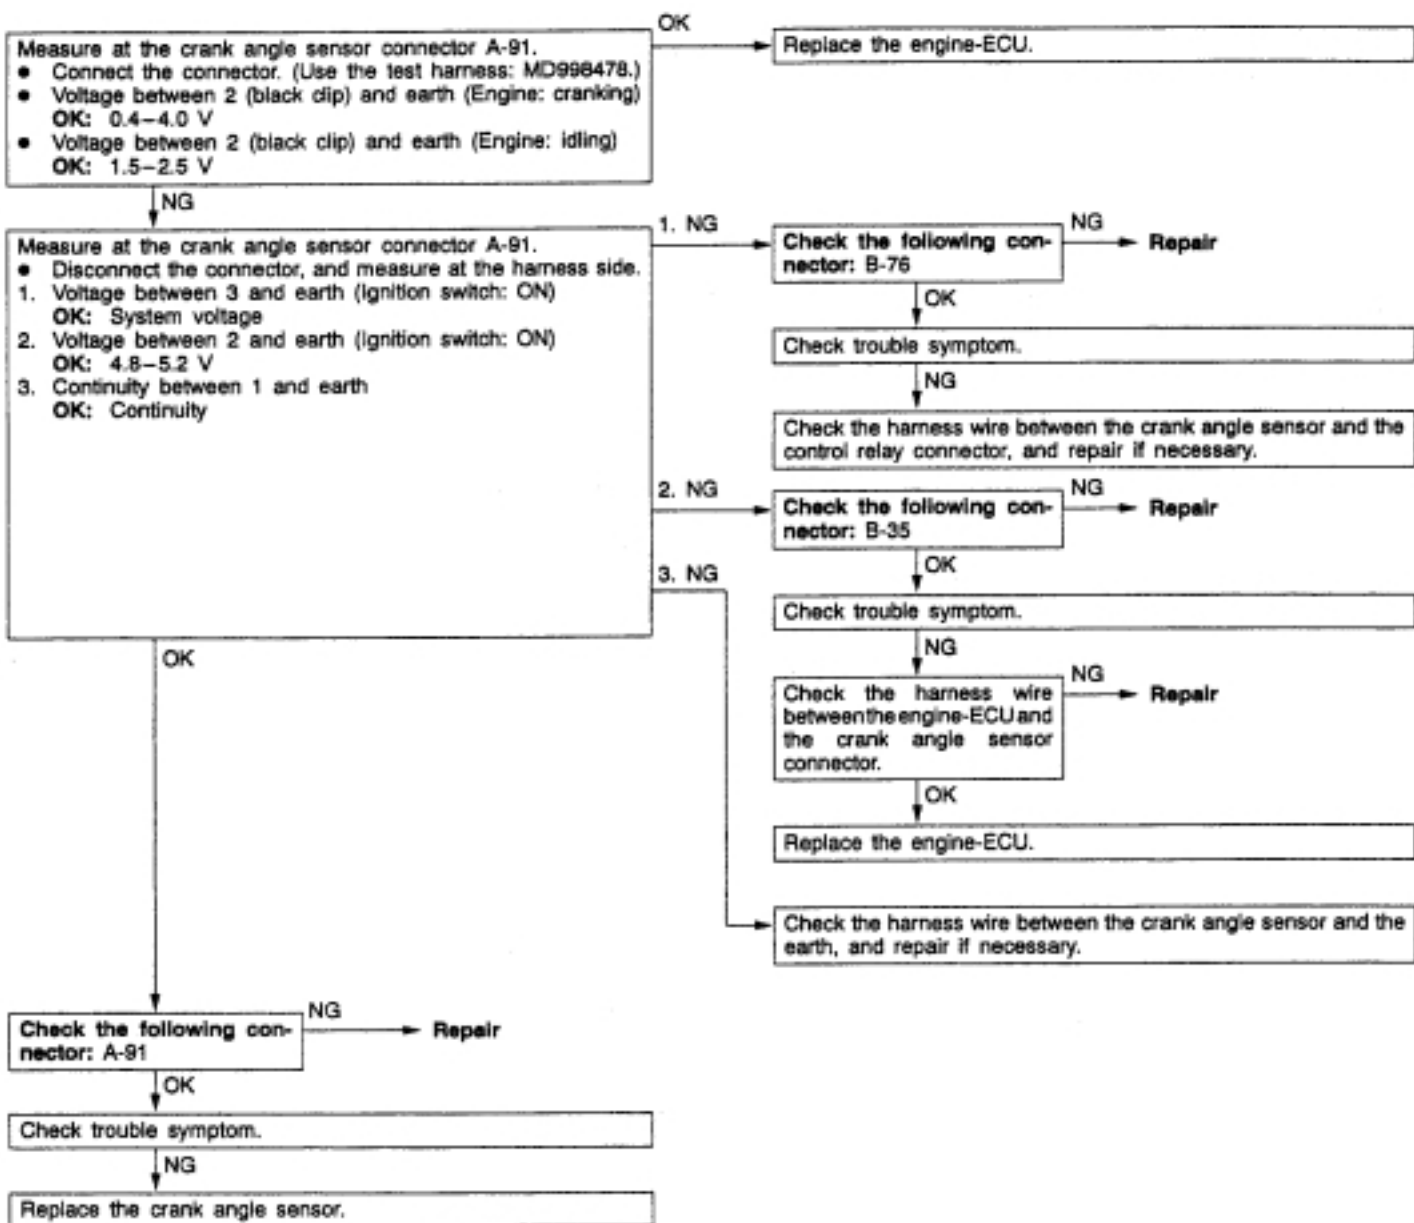 OK
Measure at the crank angle sensor connector A-91.
● Connect the connector. (Use the test harness: MD998478.)
● Voltage between 2 (black clip) and earth (Engine: cranking)
OK: 0.4–4.0 V
● Voltage between 2 (black clip) and earth (Engine: idling)
OK: 1.5–2.5 V
Replace the engine-ECU.
NG
Measure at the crank angle sensor connector A-91.
● Disconnect the connector, and measure at the harness side.
1. Voltage between 3 and earth (Ignition switch: ON)
OK: System voltage
2. Voltage between 2 and earth (Ignition switch: ON)
OK: 4.8–5.2 V
3. Continuity between 1 and earth
OK: Continuity
1. NG
Check the following con-
nector: B-76
NG
Repair
OK
Check trouble symptom.
NG
Check the harness wire between the crank angle sensor and the
control relay connector, and repair if necessary.
2. NG
Check the following con-
nector: B-35
NG
Repair
OK
Check trouble symptom.
NG
Check the harness wire
between the engine-ECU and
the crank angle sensor
connector.
NG
Repair
OK
Replace the engine-ECU.
3. NG
Check the harness wire between the crank angle sensor and the
earth, and repair if necessary.
OK
Check the following con-
nector: A-91
NG
Repair
OK
Check trouble symptom.
NG
Replace the crank angle sensor.